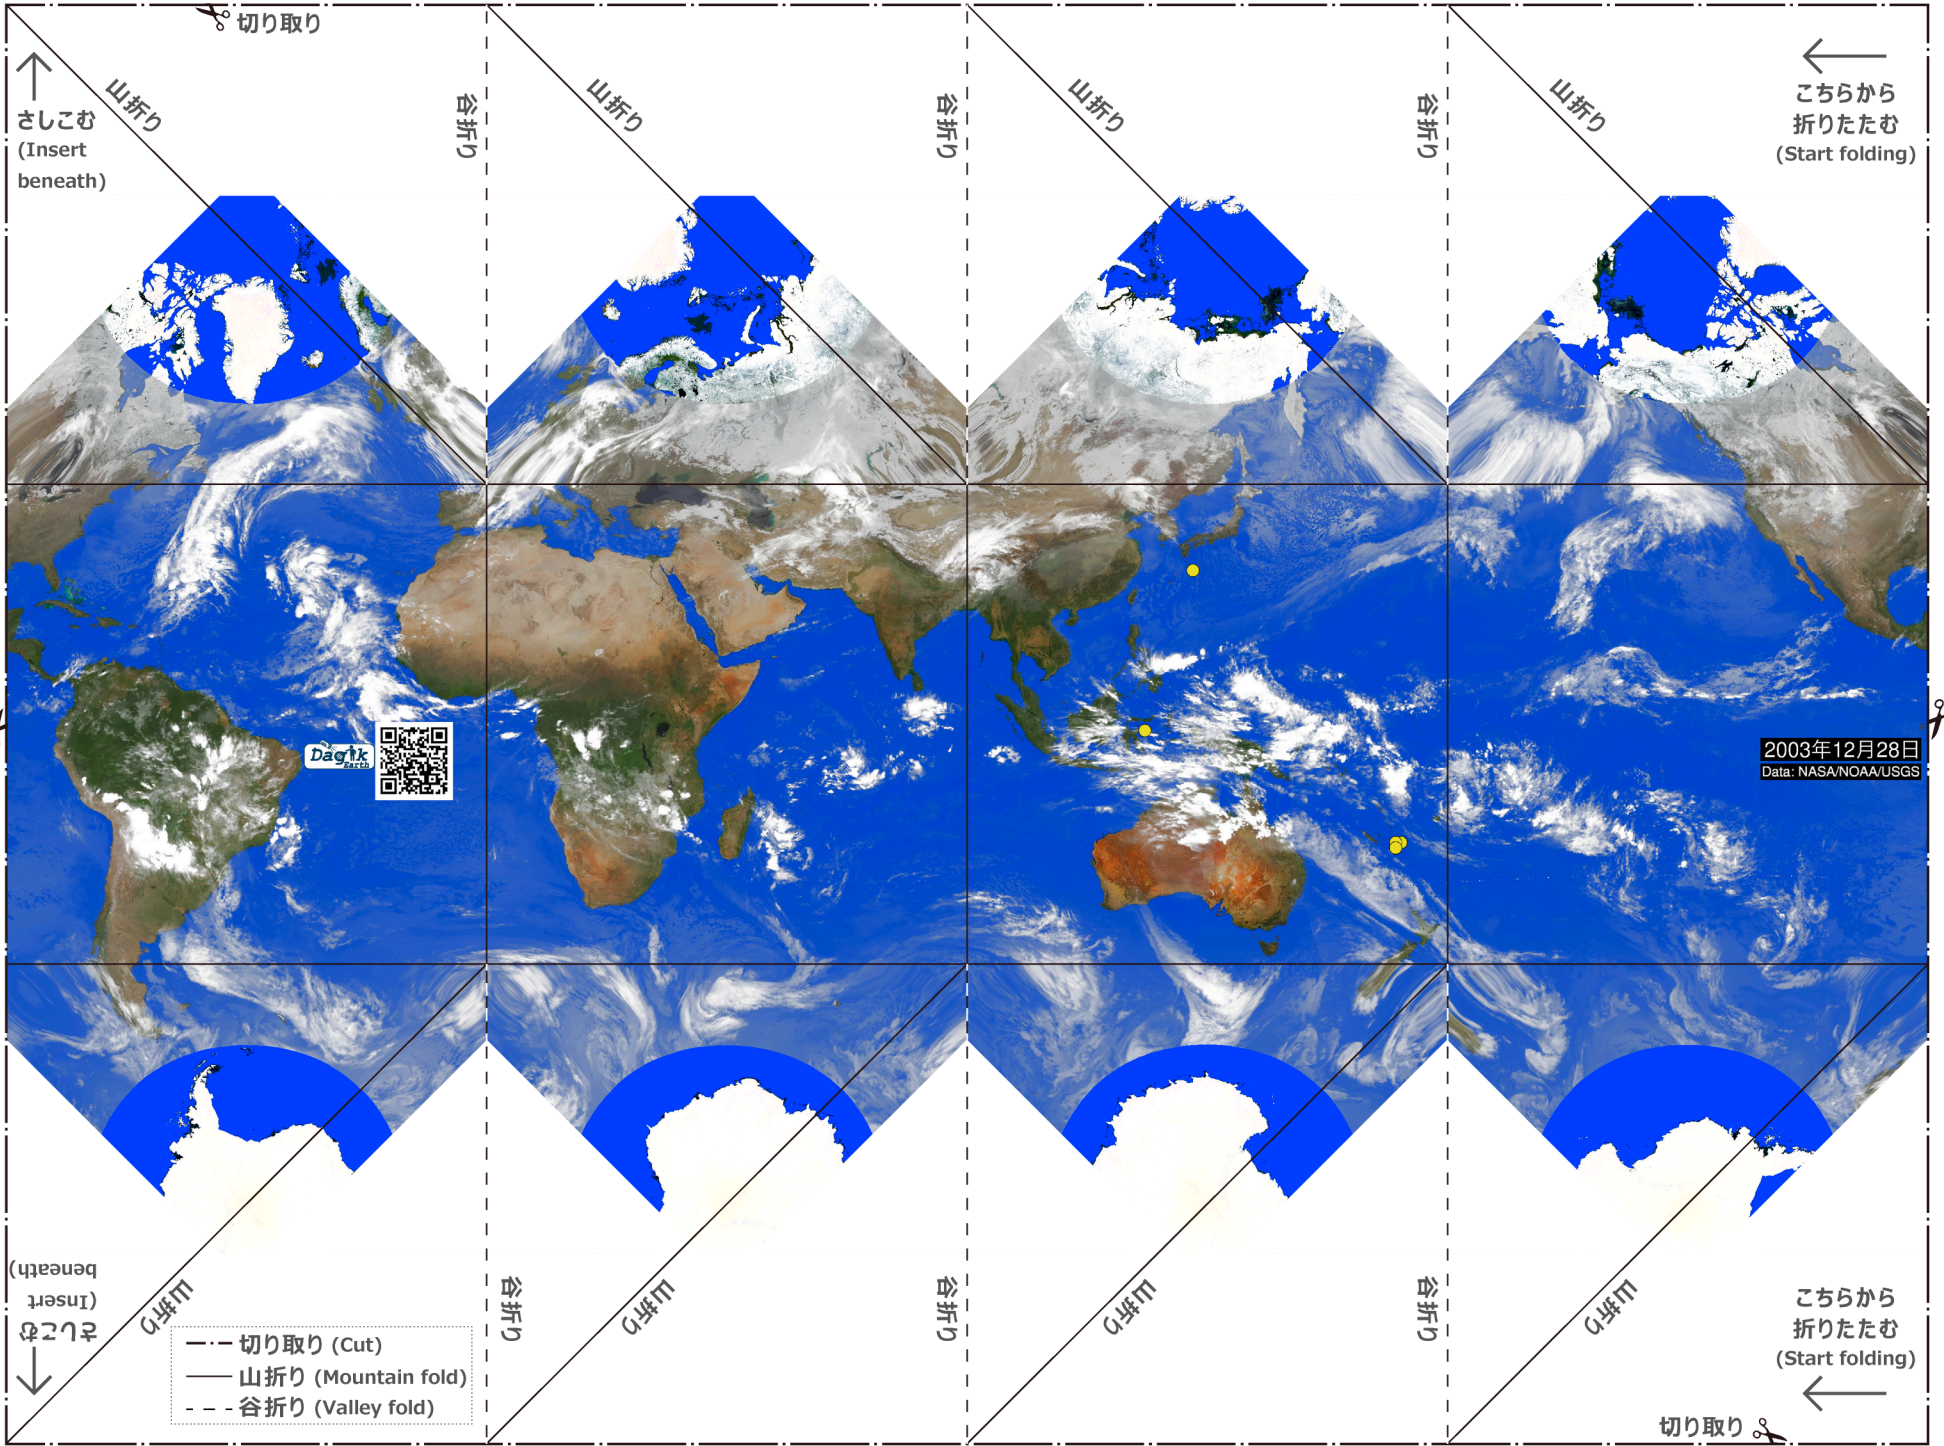 切り取り
山折り
谷折り
山折り
谷折り
山折り
谷折り
山折り
さしこむ
(Insert
beneath)
こちらから
折りたたむ
(Start folding)
Dagik
Earth
2003年12月28日
Data: NASA/NOAA/USGS
さしこむ
(Insert
beneath)
山折り
谷折り
山折り
谷折り
山折り
谷折り
山折り
こちらから
折りたたむ
(Start folding)
切り取り (Cut)
山折り (Mountain fold)
谷折り (Valley fold)
切り取り